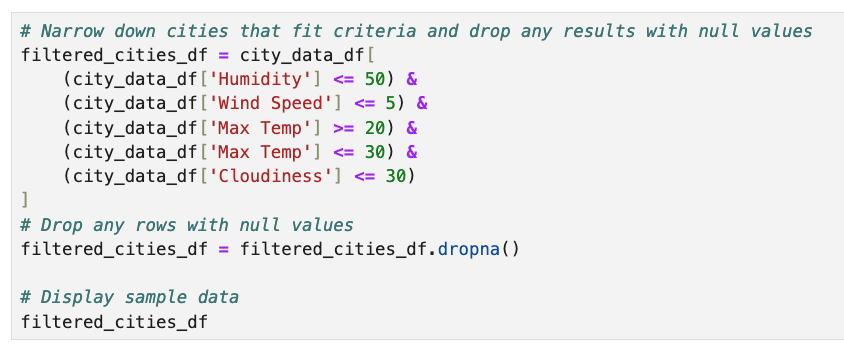 # Narrow down cities that fit criteria and drop any results with null values
filtered_cities_df = city_data_df[
    (city_data_df['Humidity'] <= 50) &
    (city_data_df['Wind Speed'] <= 5) &
    (city_data_df['Max Temp'] >= 20) &
    (city_data_df['Max Temp'] <= 30) &
    (city_data_df['Cloudiness'] <= 30)
]
# Drop any rows with null values
filtered_cities_df = filtered_cities_df.dropna()

# Display sample data
filtered_cities_df